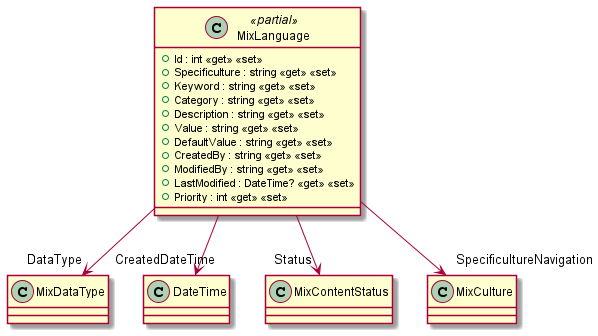 «partial»
C MixLanguage
Id : int «get» «set»
Specificulture : string «get» «set»
Keyword : string «get» «set»
Category : string «get» «set»
Description : string «get» «set»
Value : string «get» «set»
DefaultValue : string «get» «set»
CreatedBy : string «get» «set»
ModifiedBy : string «get» «set»
LastModified : DateTime? «get» «set»
Priority : int «get» «set»
DataType CreatedDateTime Status SpecificultureNavigation
C MixDataType C DateTime C MixContentStatus C MixCulture